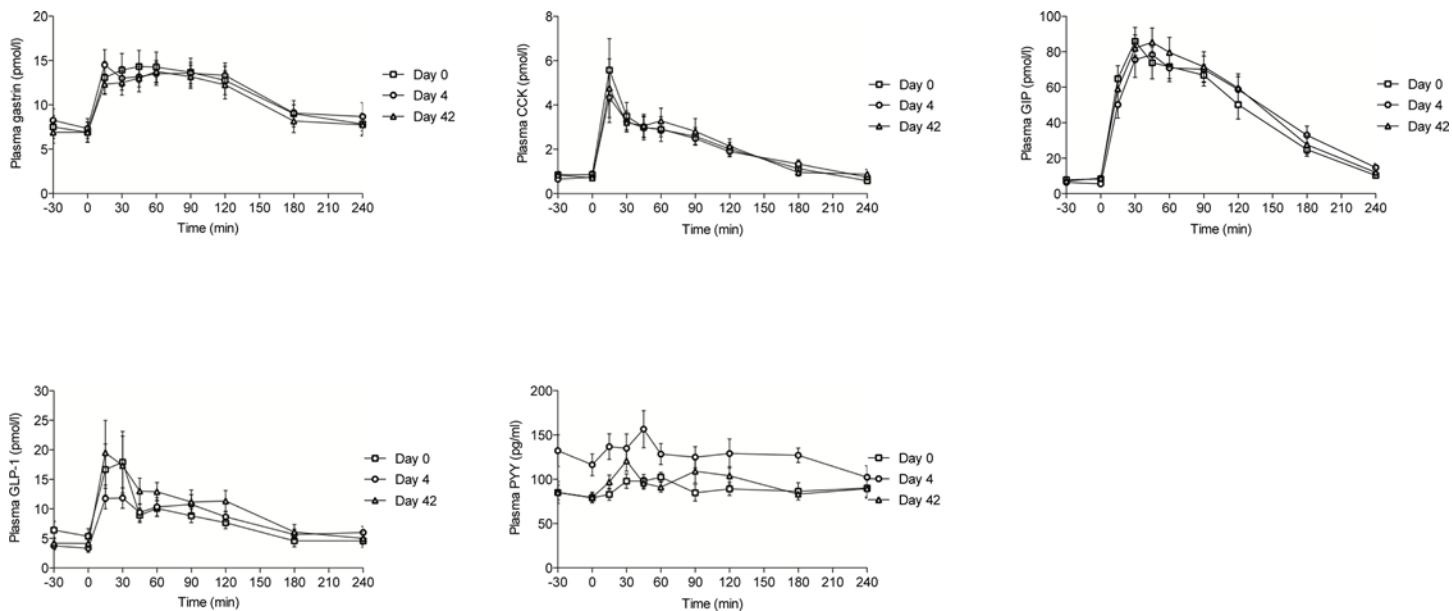 Plasma gastrin (pmol/l)
20
15
10
5
0
-30 0 30 60 90 120 150 180 210 240
Time (min)
Day 0
Day 4
Day 42
Plasma CCK (pmol/l)
8
6
4
2
0
-30 0 30 60 90 120 150 180 210 240
Time (min)
Day 0
Day 4
Day 42
Plasma GIP (pmol/l)
100
80
60
40
20
0
-30 0 30 60 90 120 150 180 210 240
Time (min)
Day 0
Day 4
Day 42
Plasma GLP-1 (pmol/l)
30
25
20
15
10
5
0
-30 0 30 60 90 120 150 180 210 240
Time (min)
Day 0
Day 4
Day 42
Plasma PYY (pg/ml)
200
150
100
50
0
-30 0 30 60 90 120 150 180 210 240
Time (min)
Day 0
Day 4
Day 42